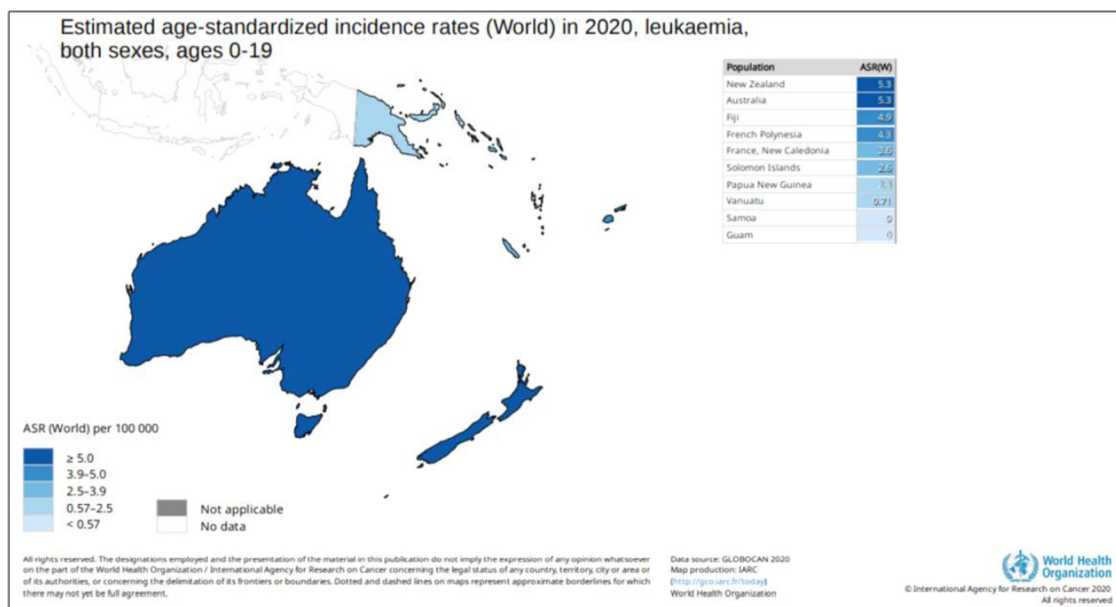 Estimated age-standardized incidence rates (World) in 2020, leukaemia,
both sexes, ages 0-19
Population ASR(W)
New Zealand 5.3
Australia 5.3
Fiji 4.9
French Polynesia 4.3
France, New Caledonia 3.6
Solomon Islands 2.6
Papua New Guinea
Vanuatu 0.71
Samoa 0
Guam 0
ASR (World) per 100 000
≥ 5.0
3.9–5.0
2.5–3.9
0.57–2.5
< 0.57
Not applicable
No data
All rights reserved. The designations employed and the presentation of the material in this publication do not imply the expression of any opinion whatsoever
on the part of the World Health Organization / International Agency for Research on Cancer concerning the legal status of any country, territory, city or area or
of its authorities, or concerning the delimitation of its frontiers or boundaries. Dotted and dashed lines on maps represent approximate borderlines for which
there may not yet be full agreement.
Data source: GLOBOCAN 2020
Map production: IARC
(http://gco.iarc.fr/today)
World Health Organization
World Health
Organization
© International Agency for Research on Cancer 2020
All rights reserved